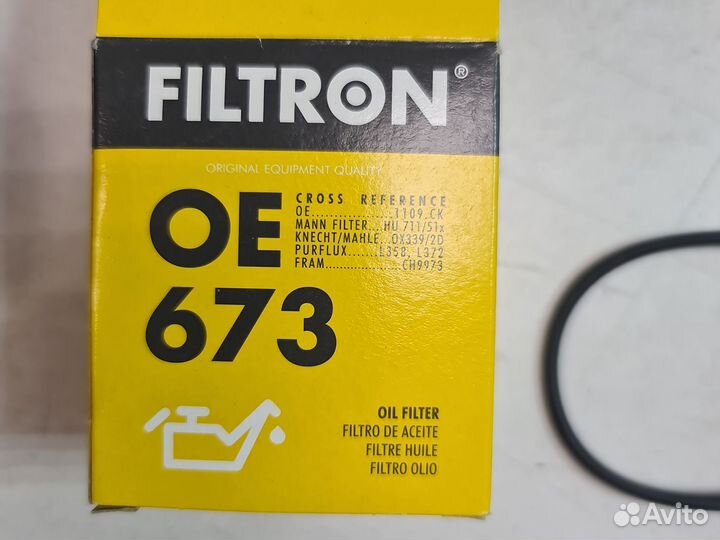 FILTRON®
ORIGINAL EQUIPMENT QUALITY
OE
673
CROSS REFERENCE
OE.................1109.CK
MANN FILTER...HU 711/51x
KNECHT/MAHLE..OX339/2D
PURFLUX.......L358, L372
FRAM................CH9973
OIL FILTER
FILTRO DE ACEITE
FILTRE HUILE
FILTRO OLIO
Avito